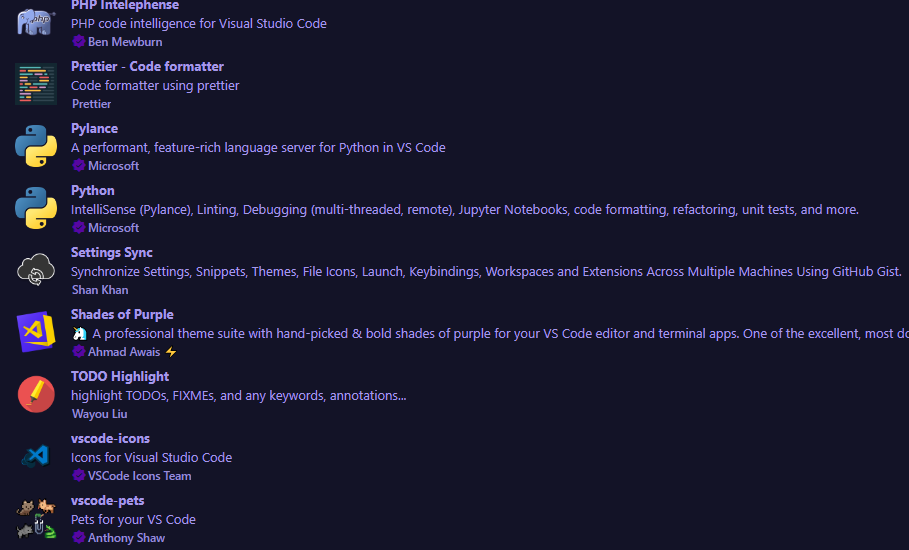 PHP Intelephense
php
PHP code intelligence for Visual Studio Code
Ben Mewburn
Prettier - Code formatter
Code formatter using prettier
Prettier
Pylance
A performant, feature-rich language server for Python in VS Code
Microsoft
Python
IntelliSense (Pylance), Linting, Debugging (multi-threaded, remote), Jupyter Notebooks, code formatting, refactoring, unit tests, and more.
Microsoft
Settings Sync
Synchronize Settings, Snippets, Themes, File Icons, Launch, Keybindings, Workspaces and Extensions Across Multiple Machines Using GitHub Gist.
Shan Khan
Shades of Purple
🦄 A professional theme suite with hand-picked & bold shades of purple for your VS Code editor and terminal apps. One of the excellent, most do
Ahmad Awais ⚡
TODO Highlight
highlight TODOs, FIXMEs, and any keywords, annotations...
Wayou Liu
vscode-icons
Icons for Visual Studio Code
VSCode Icons Team
vscode-pets
Pets for your VS Code
Anthony Shaw